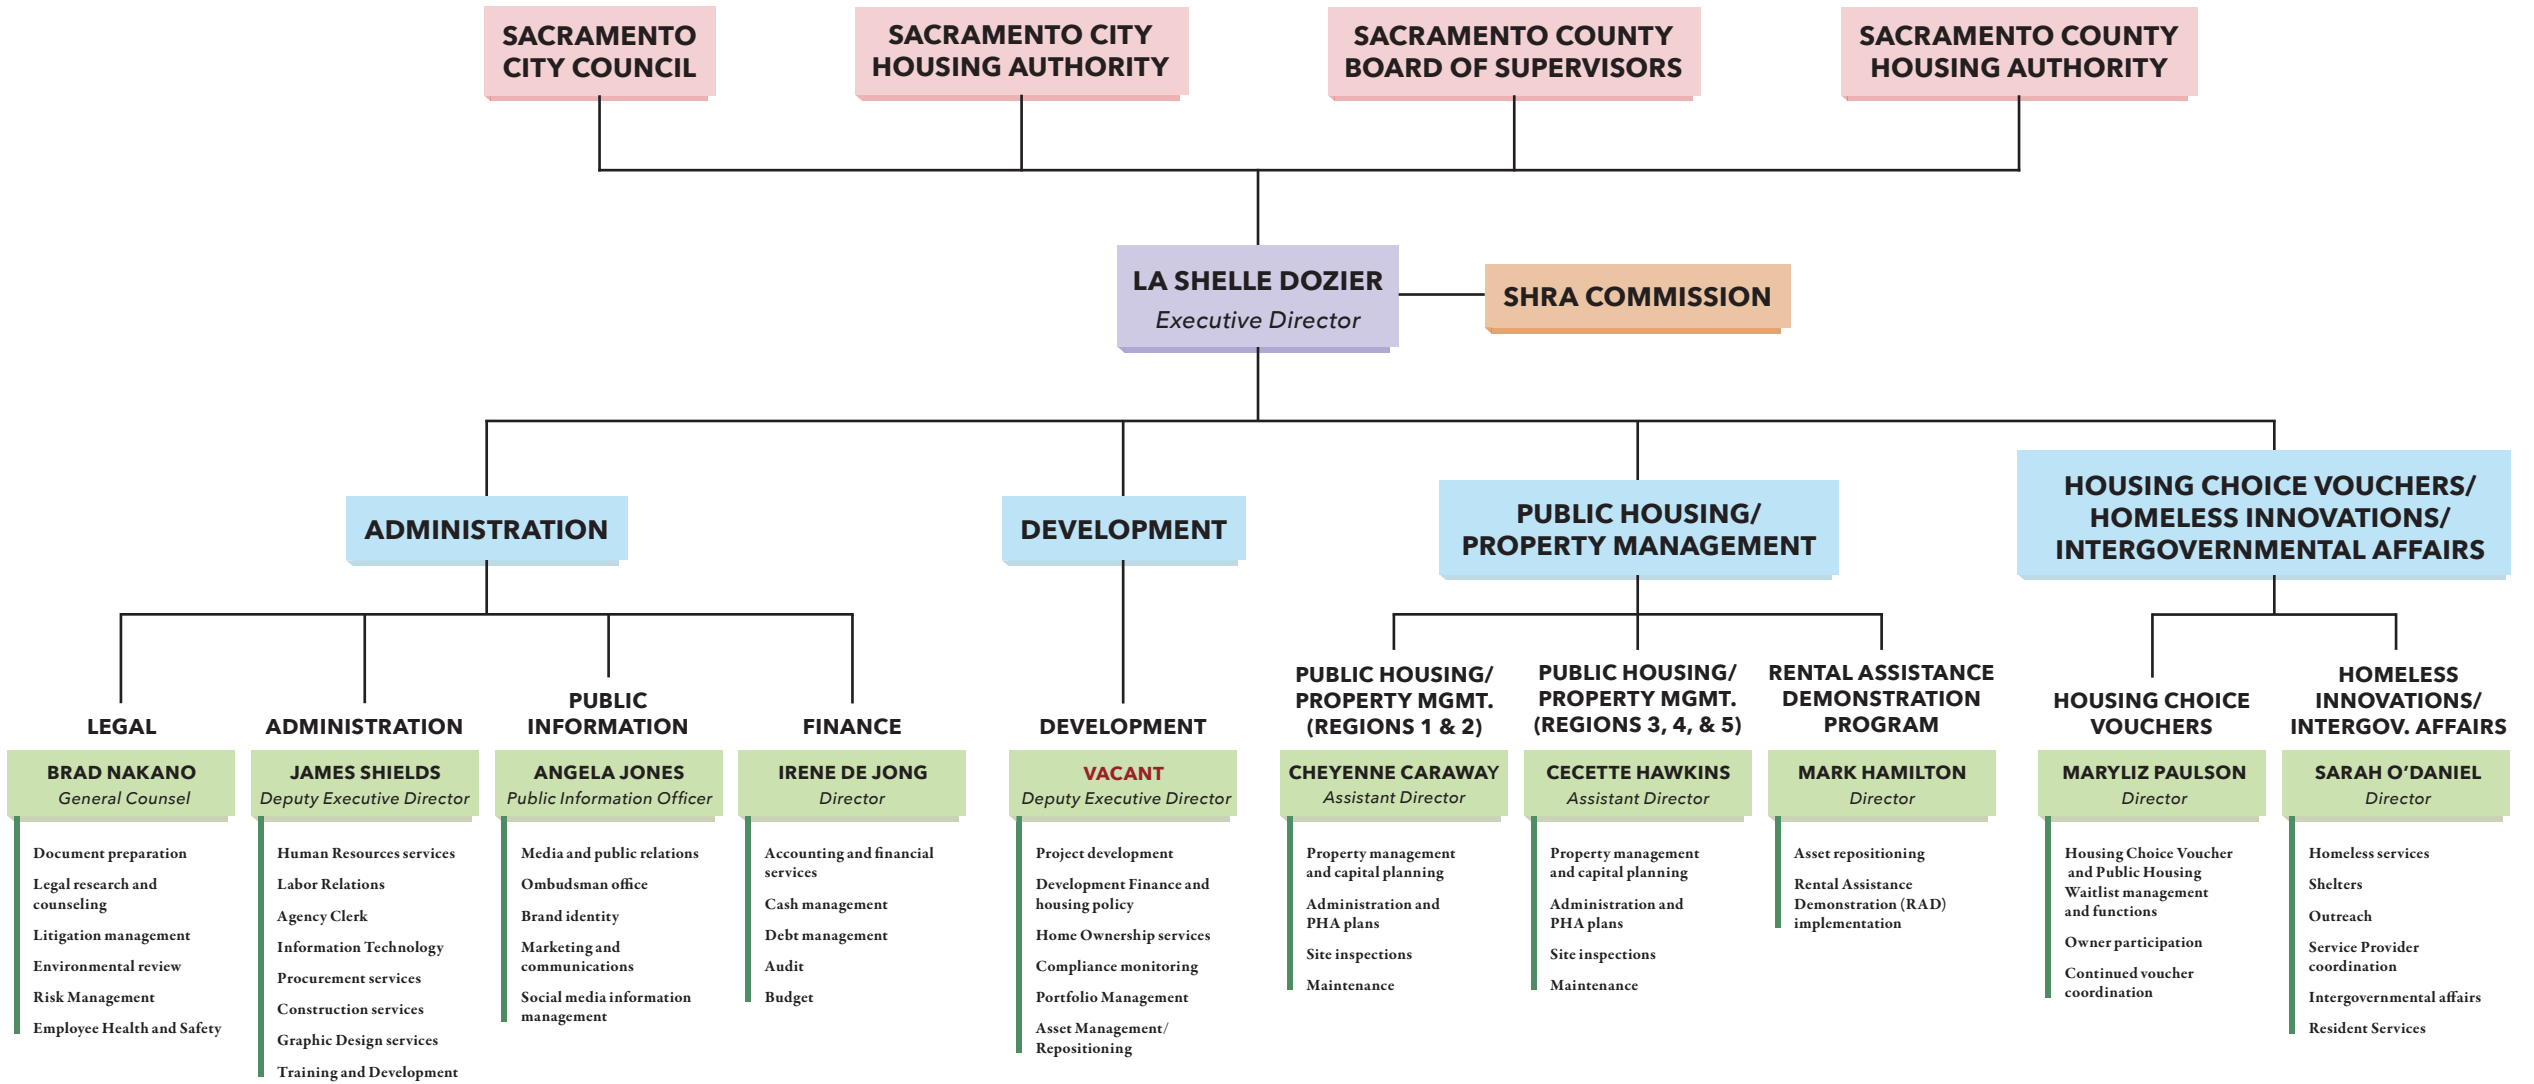 SACRAMENTO
CITY COUNCIL
SACRAMENTO CITY
HOUSING AUTHORITY
SACRAMENTO COUNTY
BOARD OF SUPERVISORS
SACRAMENTO COUNTY
HOUSING AUTHORITY
LA SHELLE DOZIER
Executive Director
SHRA COMMISSION
ADMINISTRATION
DEVELOPMENT
PUBLIC HOUSING/
PROPERTY MANAGEMENT
HOUSING CHOICE VOUCHERS/
HOMELESS INNOVATIONS/
INTERGOVERNMENTAL AFFAIRS
LEGAL
BRAD NAKANO
General Counsel
Document preparation
Legal research and
counseling
Litigation management
Environmental review
Risk Management
Employee Health and Safety
ADMINISTRATION
JAMES SHIELDS
Deputy Executive Director
Human Resources services
Labor Relations
Agency Clerk
Information Technology
Procurement services
Construction services
Graphic Design services
Training and Development
PUBLIC
INFORMATION
ANGELA JONES
Public Information Officer
Media and public relations
Ombudsman office
Brand identity
Marketing and
communications
Social media information
management
FINANCE
IRENE DE JONG
Director
Accounting and financial
services
Cash management
Debt management
Audit
Budget
DEVELOPMENT
VACANT
Deputy Executive Director
Project development
Development Finance and
housing policy
Home Ownership services
Compliance monitoring
Portfolio Management
Asset Management/
Repositioning
PUBLIC HOUSING/
PROPERTY MGMT.
(REGIONS 1 & 2)
CHEYENNE CARAWAY
Assistant Director
Property management
and capital planning
Administration and
PHA plans
Site inspections
Maintenance
PUBLIC HOUSING/
PROPERTY MGMT.
(REGIONS 3, 4, & 5)
CECETTE HAWKINS
Assistant Director
Property management
and capital planning
Administration and
PHA plans
Site inspections
Maintenance
RENTAL ASSISTANCE
DEMONSTRATION
PROGRAM
MARK HAMILTON
Director
Asset repositioning
Rental Assistance
Demonstration (RAD)
implementation
HOUSING CHOICE
VOUCHERS
MARYLIZ PAULSON
Director
Housing Choice Voucher
and Public Housing
Waitlist management
and functions
Owner participation
Continued voucher
coordination
HOMELESS
INNOVATIONS/
INTERGOV. AFFAIRS
SARAH O’DANIEL
Director
Homeless services
Shelters
Outreach
Service Provider
coordination
Intergovernmental affairs
Resident Services